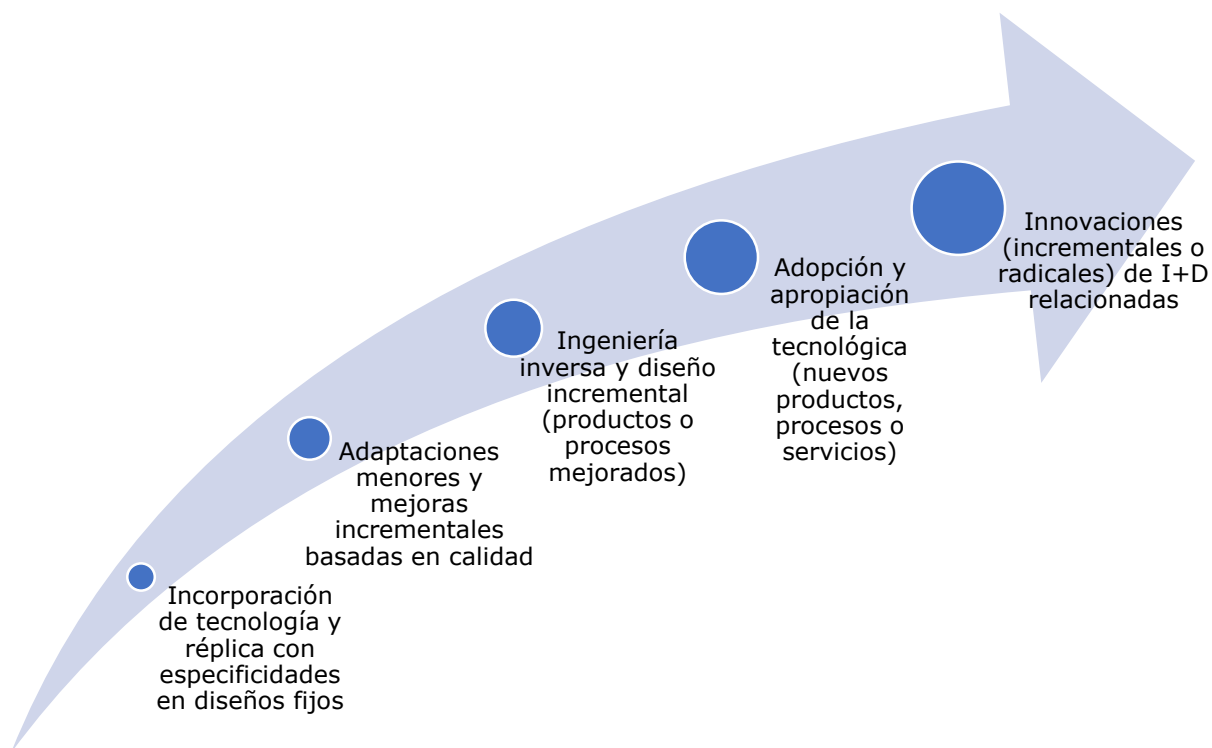 Incorporación
de tecnología y
réplica con
especificidades
en diseños fijos
Adaptaciones
menores y
mejoras
incrementales
basadas en calidad
Ingeniería
inversa y diseño
incremental
(productos o
procesos
mejorados)
Adopción y
apropiación
de la
tecnológica
(nuevos
productos,
procesos o
servicios)
Innovaciones
(incrementales o
radicales) de I+D
relacionadas